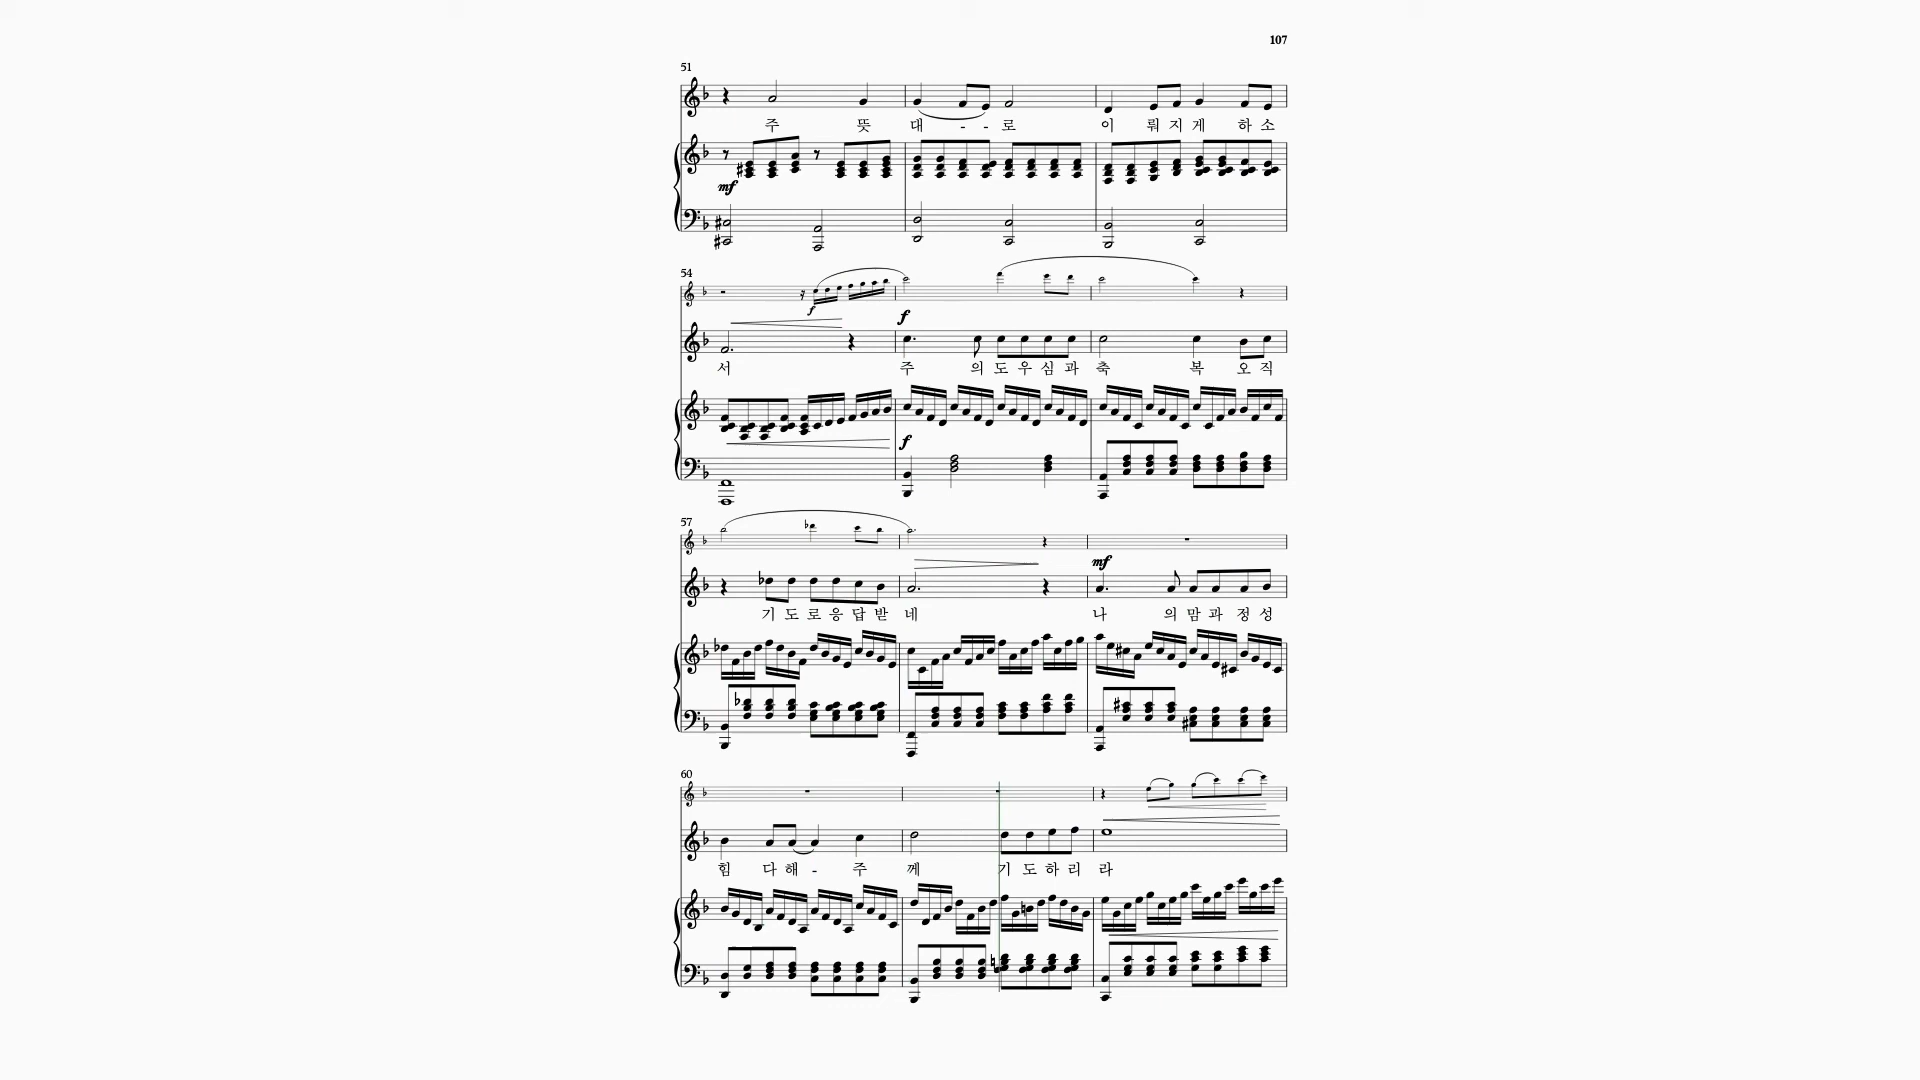 107
51
주 뜻 대 - - 로 이 뤄 지 게 하 소
mf
54
f
f
서 주 의 도 우 심 과 축 복 오 직
f
57
mf
기 도 로 응 답 받 네 나 의 맘 과 정 성
60
힘 다 해 - 주 께 기 도 하 리 라